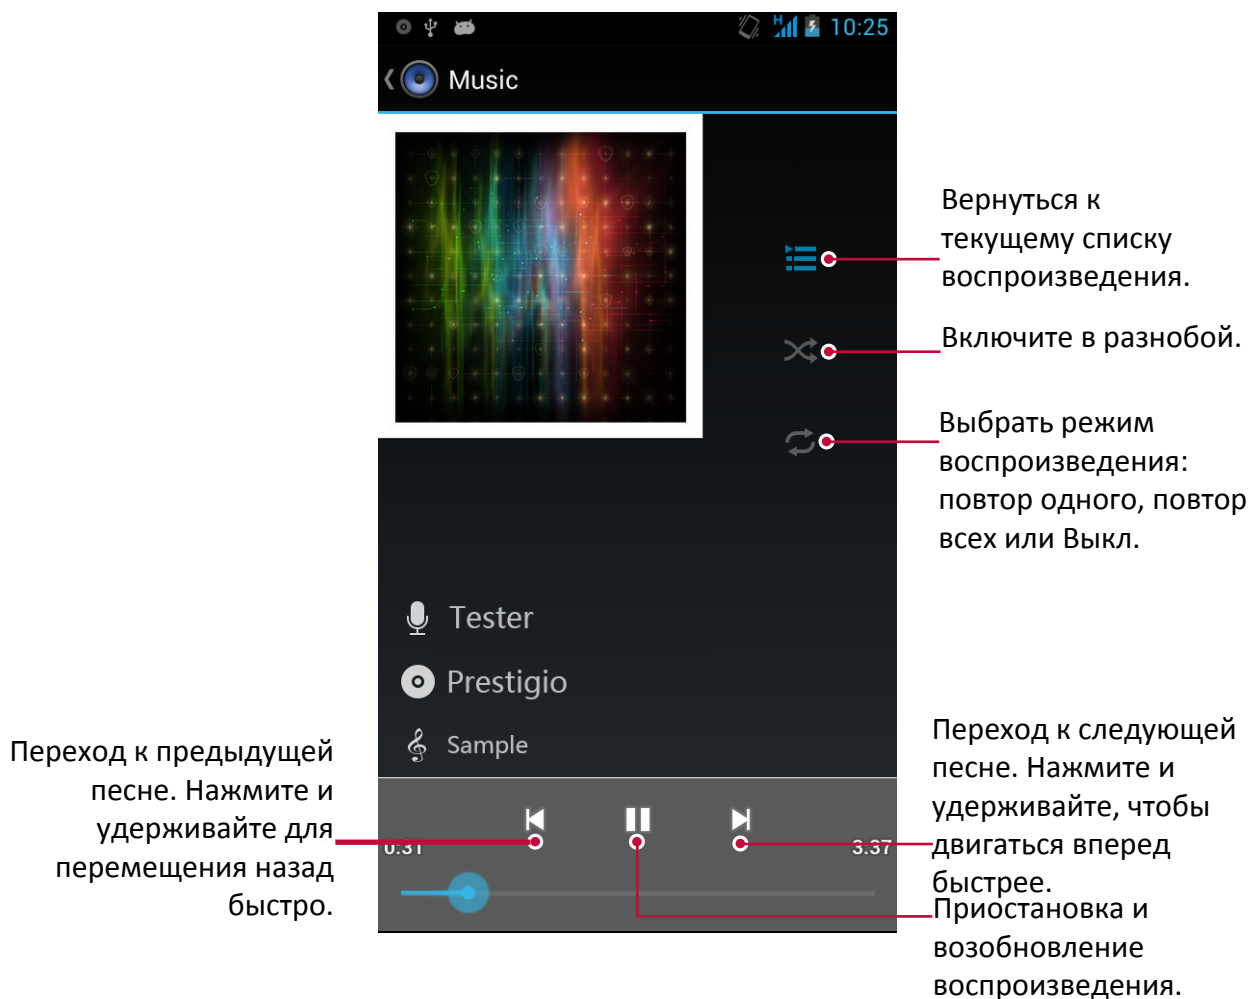 H
10:25
Music
Вернуться к
текущему списку
воспроизведения.
Включите в разнобой.
Выбрать режим
воспроизведения:
повтор одного, повтор
всех или Выкл.
Tester
Prestigio
Sample
Переход к предыдущей
песне. Нажмите и
удерживайте для
перемещения назад
быстро.
0:31
3:37
Переход к следующей
песне. Нажмите и
удерживайте, чтобы
двигаться вперед
быстрее.
Приостановка и
возобновление
воспроизведения.